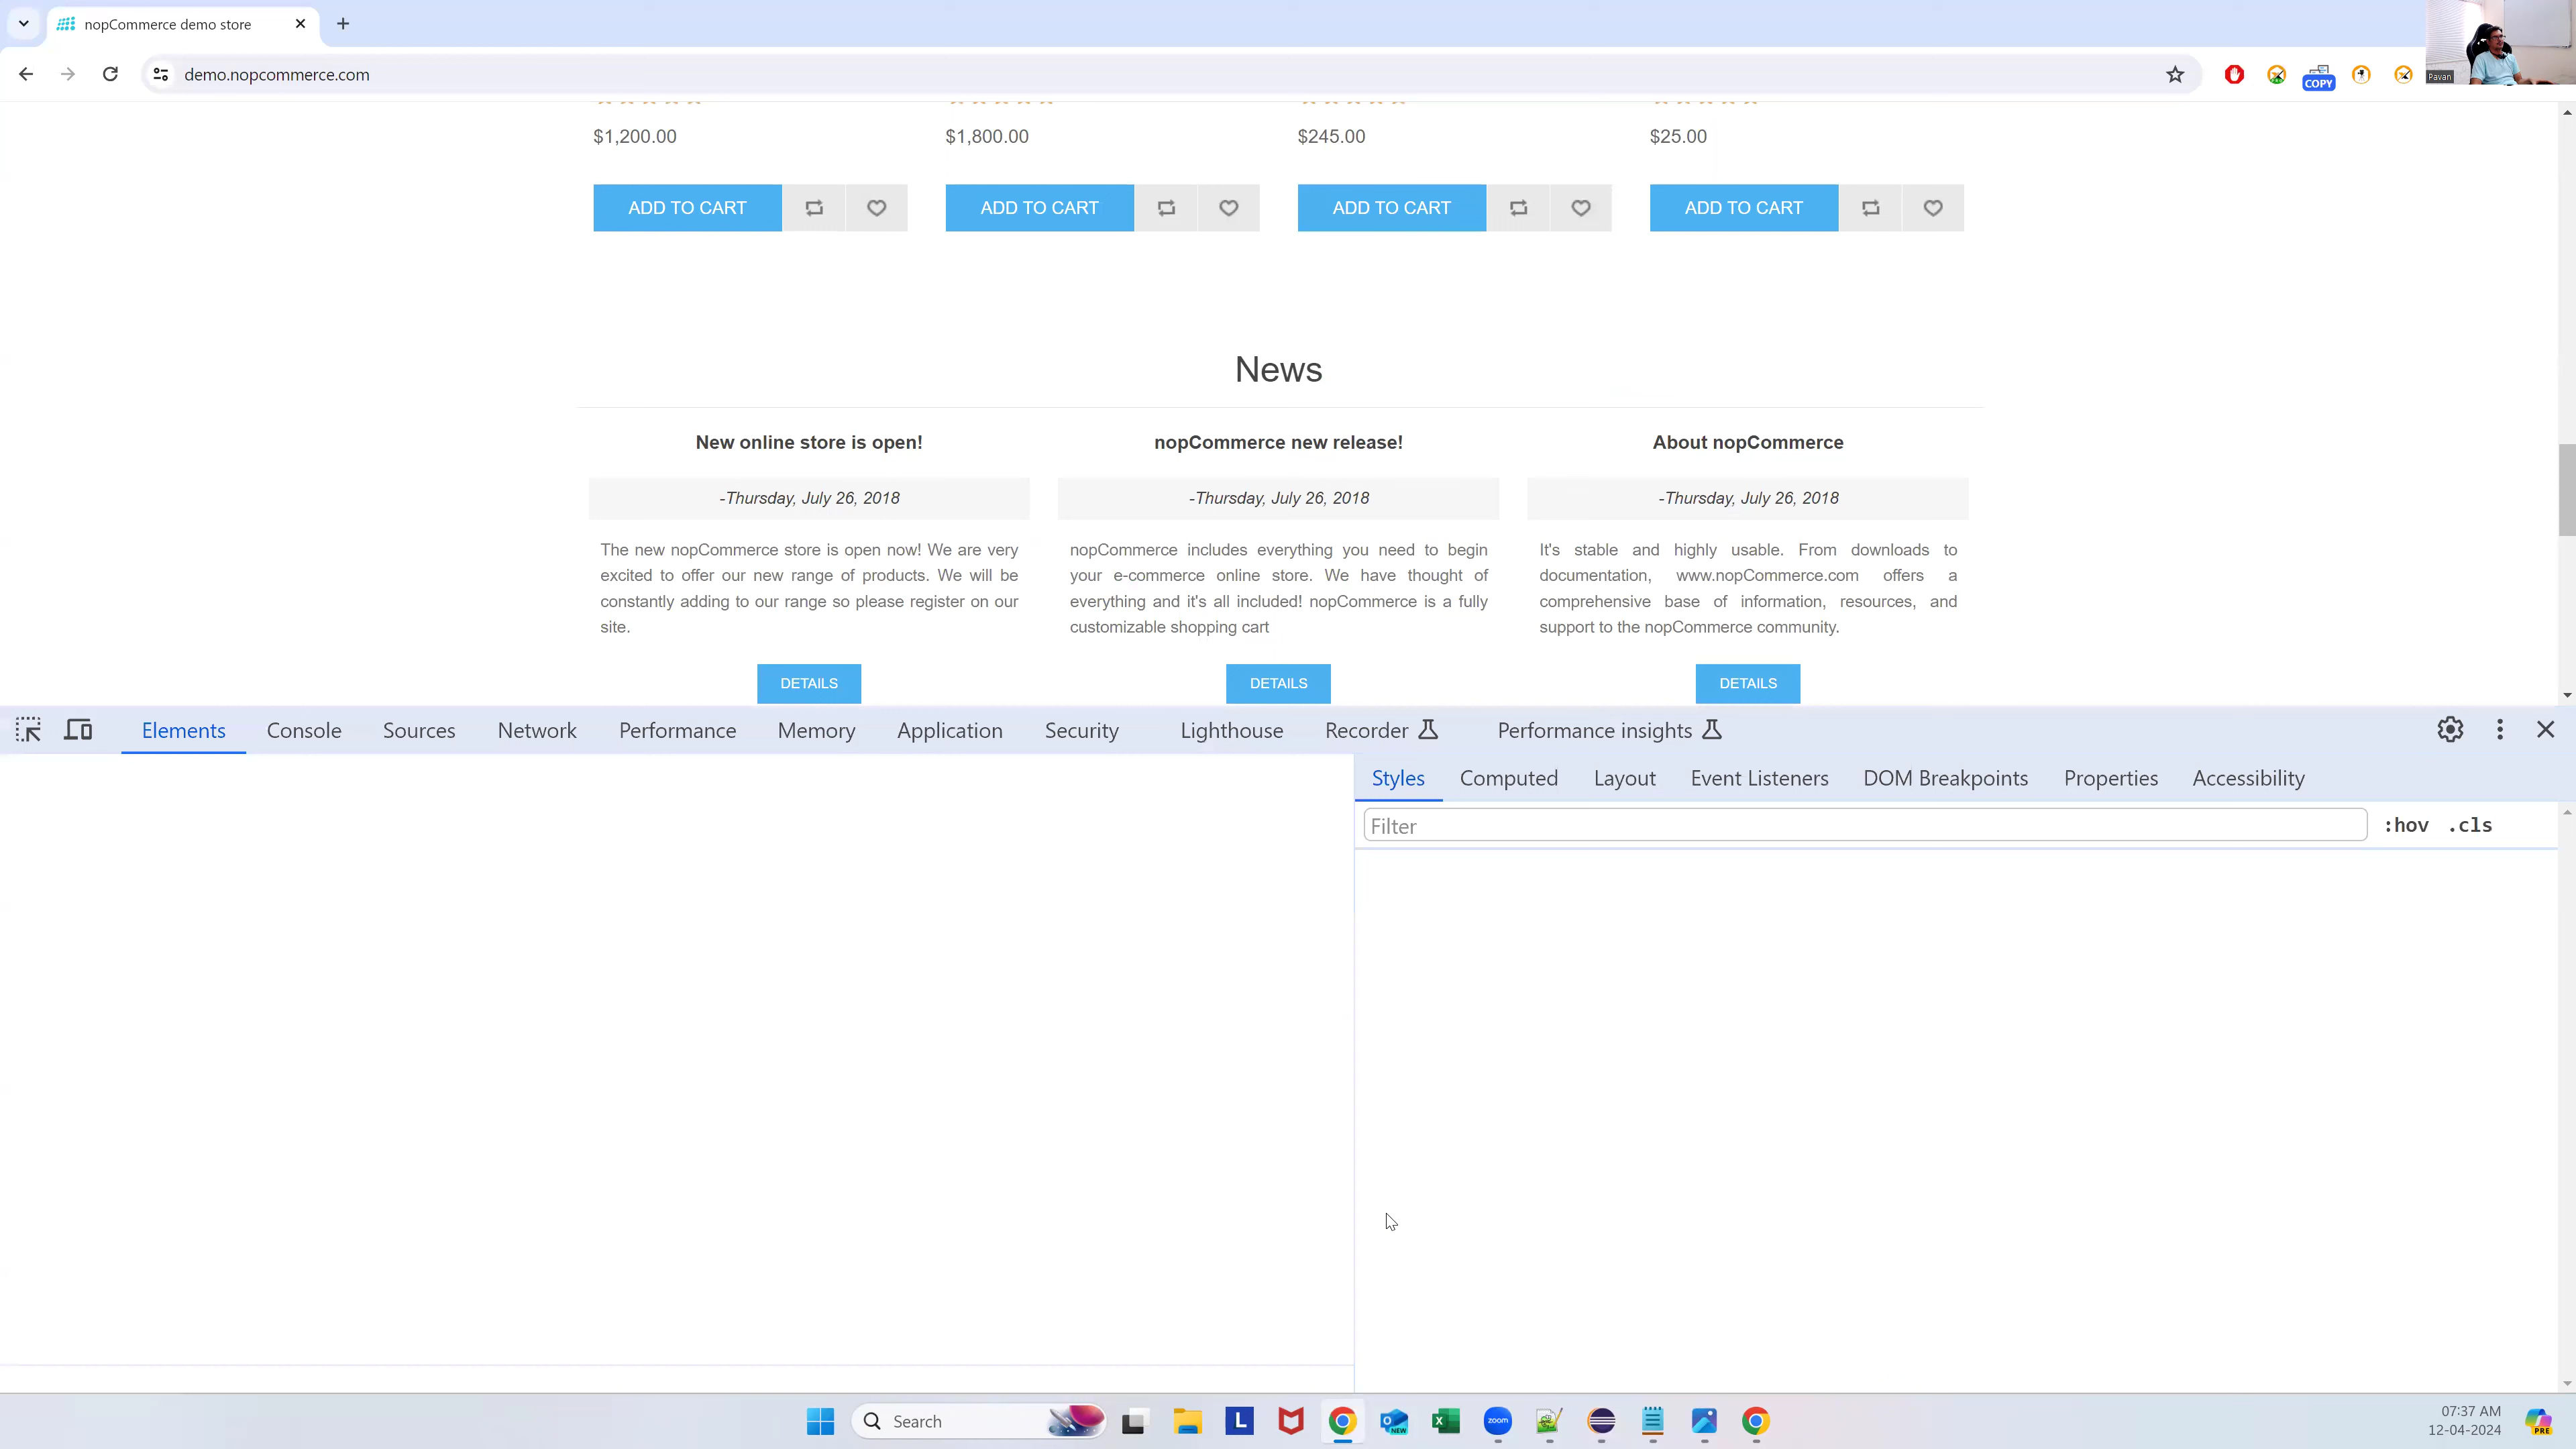 nopCommerce demo store
Pavan
demo.nopcommerce.com
COPY
$1,200.00 $1,800.00 $245.00 $25.00
ADD TO CART ADD TO CART ADD TO CART ADD TO CART
News
New online store is open! nopCommerce new release! About nopCommerce
-Thursday, July 26, 2018 -Thursday, July 26, 2018 -Thursday, July 26, 2018
The new nopCommerce store is open now! We are very
excited to offer our new range of products. We will be
constantly adding to our range so please register on our
site.
nopCommerce includes everything you need to begin
your e-commerce online store. We have thought of
everything and it's all included! nopCommerce is a fully
customizable shopping cart
It's stable and highly usable. From downloads to
documentation, www.nopCommerce.com offers a
comprehensive base of information, resources, and
support to the nopCommerce community.
DETAILS DETAILS DETAILS
Elements Console Sources Network Performance Memory Application Security Lighthouse Recorder Performance insights
Styles Computed Layout Event Listeners DOM Breakpoints Properties Accessibility
Filter :hov .cls
Search L NEW zoom PRE
07:37 AM
12-04-2024